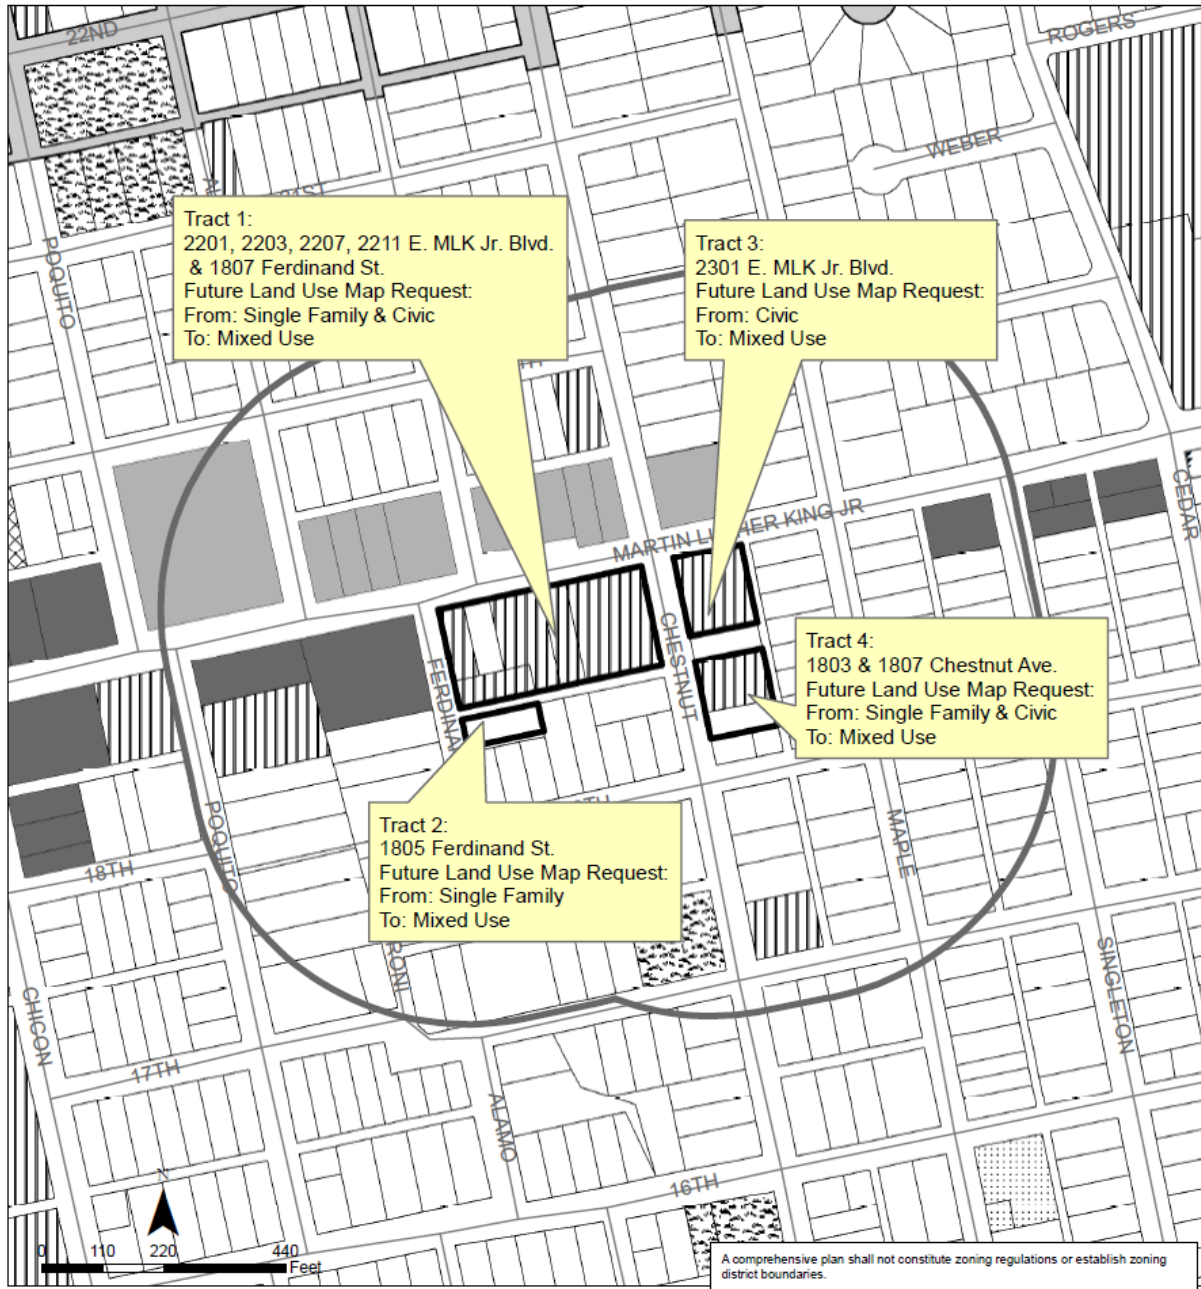 22ND
ROGERS
WEBER
21ST
Tract 1:
2201, 2203, 2207, 2211 E. MLK Jr. Blvd.
& 1807 Ferdinand St.
Future Land Use Map Request:
From: Single Family & Civic
To: Mixed Use
Tract 3:
2301 E. MLK Jr. Blvd.
Future Land Use Map Request:
From: Civic
To: Mixed Use
POQUITO
CEDAR
MARTIN LUTHER KING JR
CHESTNUT
Tract 4:
1803 & 1807 Chestnut Ave.
Future Land Use Map Request:
From: Single Family & Civic
To: Mixed Use
FERDINA
Tract 2:
1805 Ferdinand St.
Future Land Use Map Request:
From: Single Family
To: Mixed Use
POQUITO
MAPLE
18TH
RONI
SINGLETON
CHICON
17TH
ALAMO
16TH
N
0 110 220 440
Feet
A comprehensive plan shall not constitute zoning regulations or establish zoning
district boundaries.